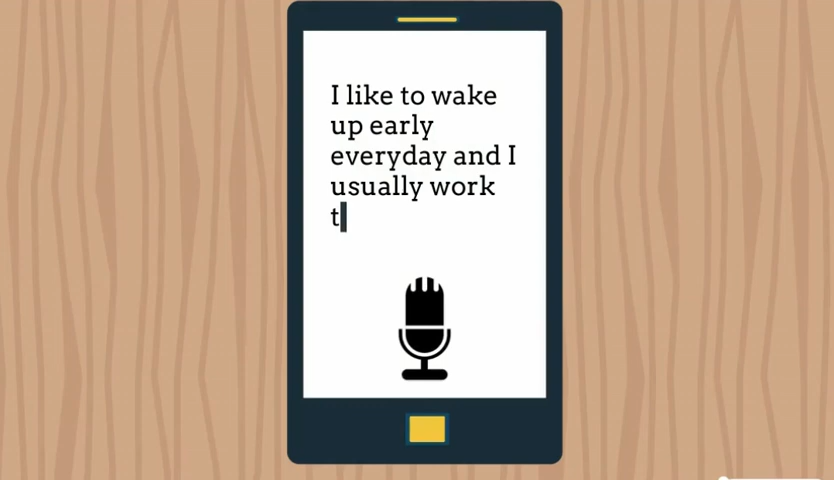 I like to wake
up early
everyday and I
usually work
t